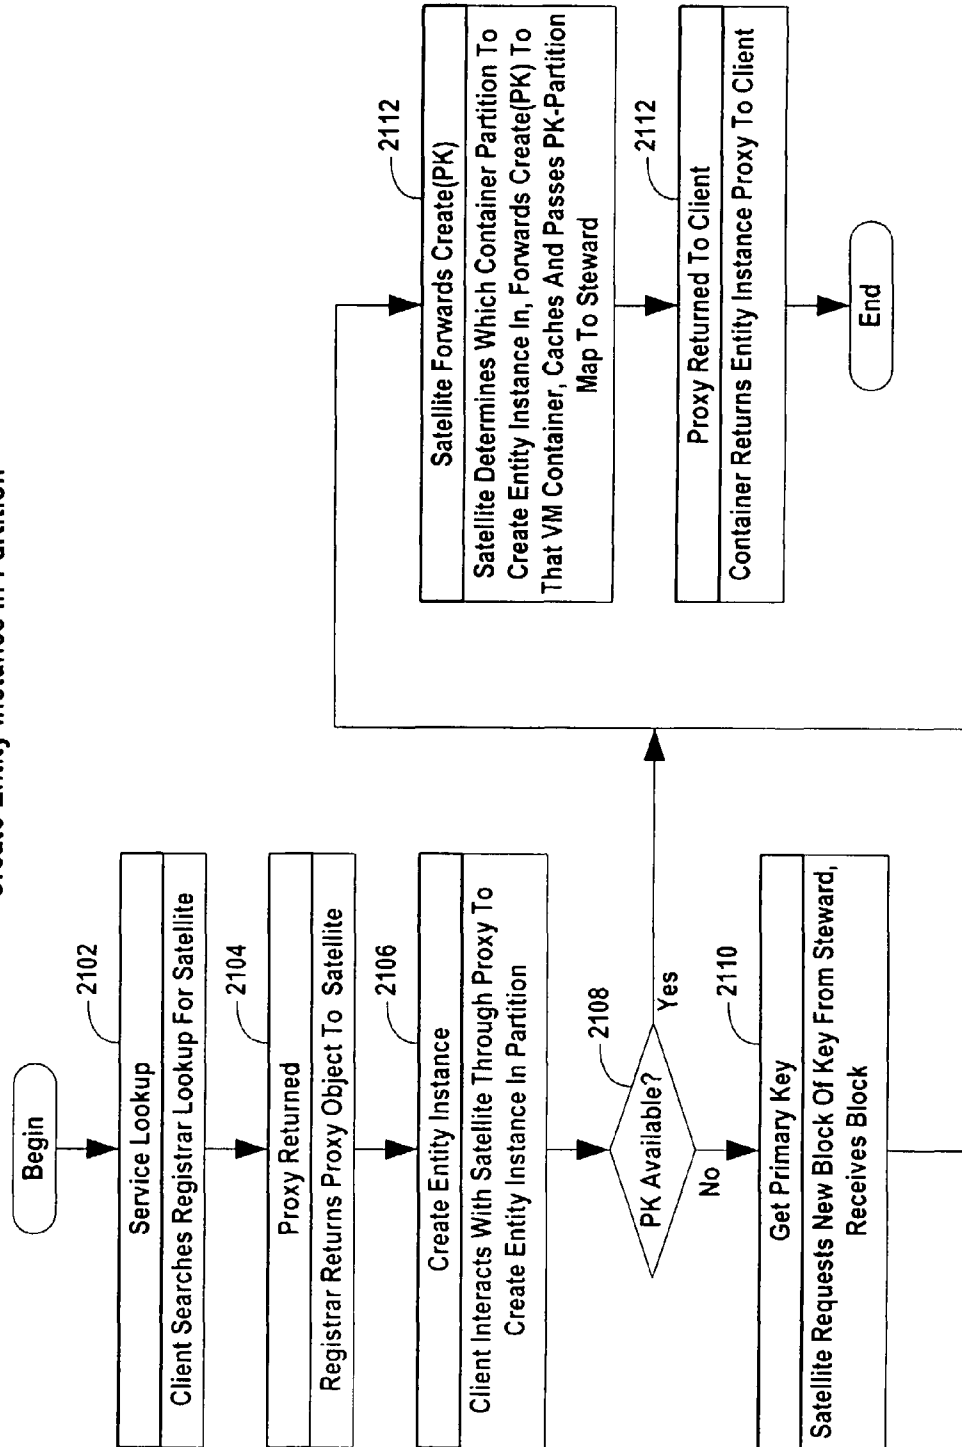 Create Entity Instance In Partition
Begin
2102
Service Lookup
Client Searches Registrar Lookup For Satellite
2104
Proxy Returned
Registrar Returns Proxy Object To Satellite
2106
Create Entity Instance
Client Interacts With Satellite Through Proxy To
Create Entity Instance In Partition
2108
PK Available?
Yes
No
2110
Get Primary Key
Satellite Requests New Block Of Key From Steward,
Receives Block
2112
Satellite Forwards Create(PK)
Satellite Determines Which Container Partition To
Create Entity Instance In, Forwards Create(PK) To
That VM Container, Caches And Passes PK-Partition
Map To Steward
2112
Proxy Returned To Client
Container Returns Entity Instance Proxy To Client
End